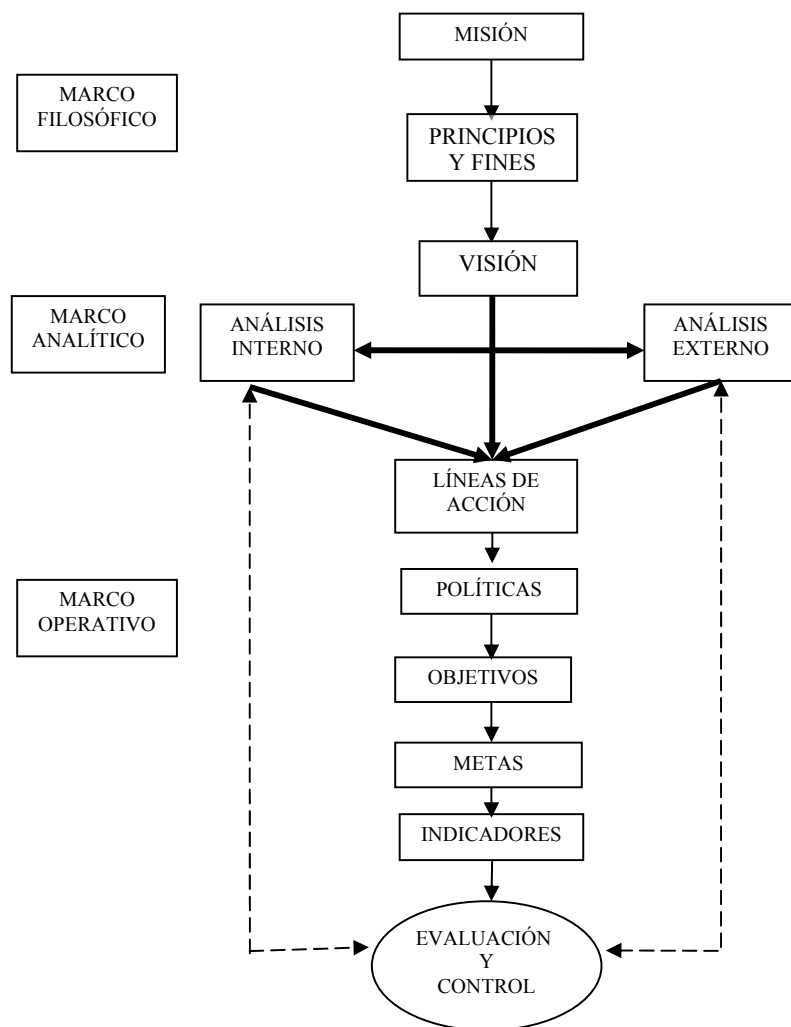 MISIÓN
MARCO
FILOSÓFICO
PRINCIPIOS
Y FINES
VISIÓN
MARCO
ANALÍTICO
ANÁLISIS
INTERNO
ANÁLISIS
EXTERNO
LÍNEAS DE
ACCIÓN
MARCO
OPERATIVO
POLÍTICAS
OBJETIVOS
METAS
INDICADORES
EVALUACIÓN
Y
CONTROL